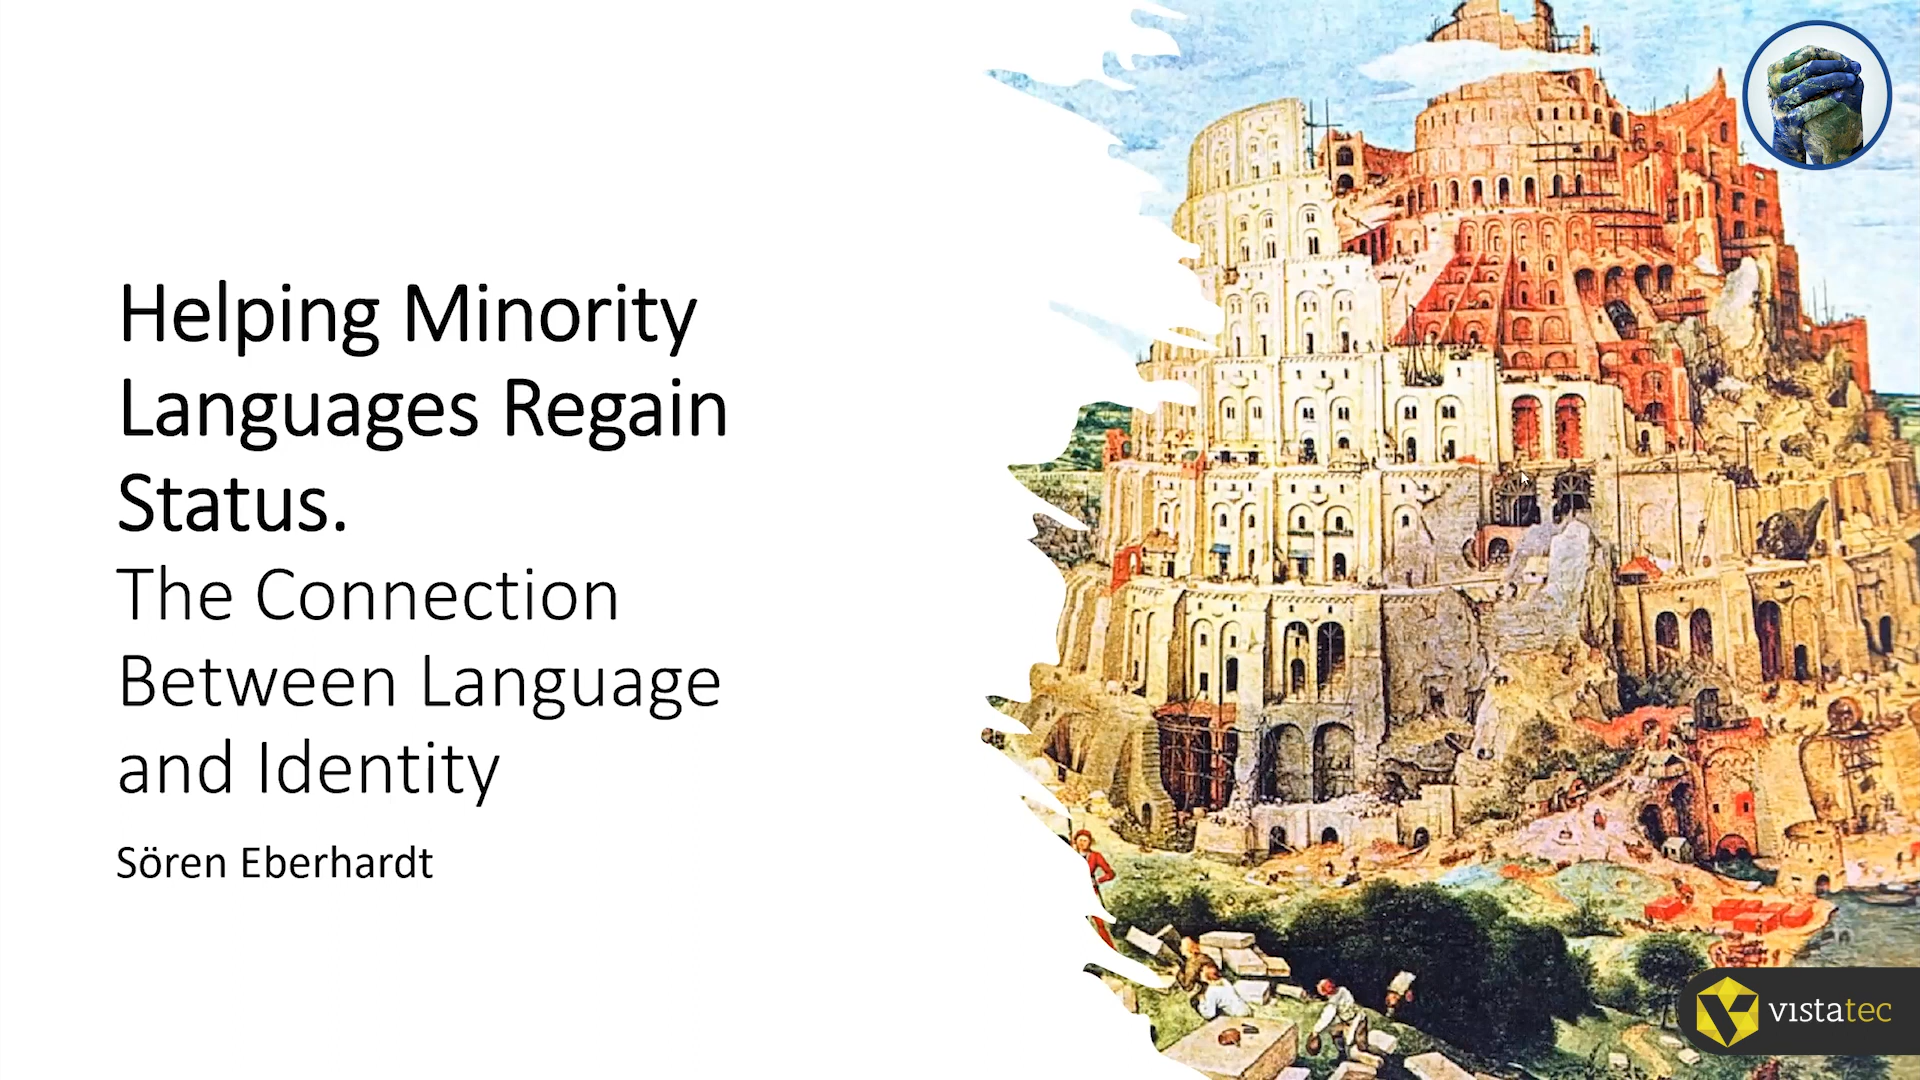 Helping Minority
Languages Regain
Status.
The Connection
Between Language
and Identity
Sören Eberhardt
vistatec